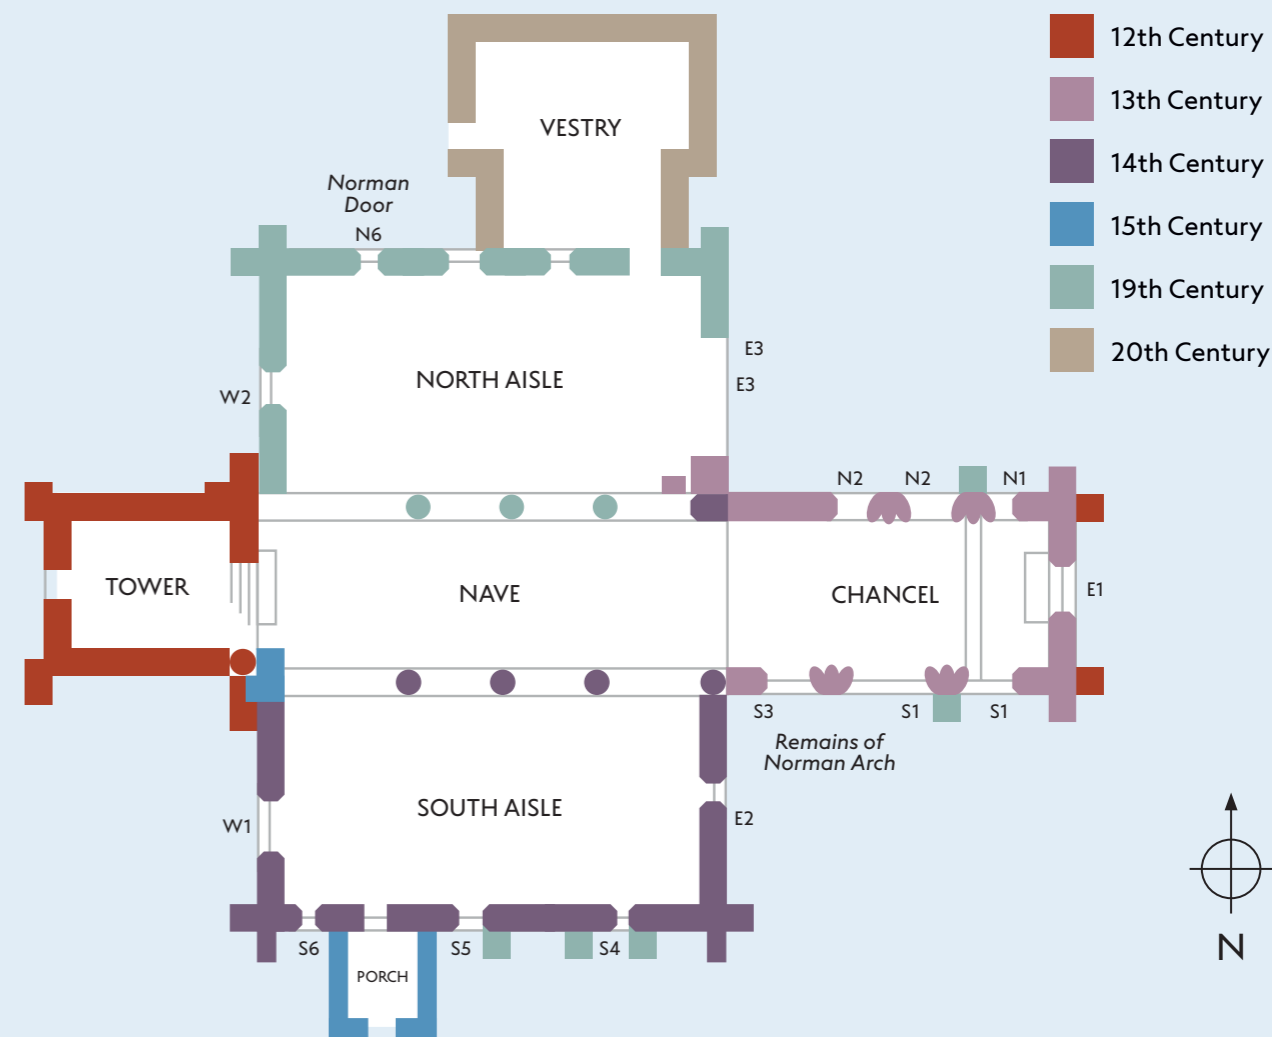 12th Century
13th Century
14th Century
15th Century
19th Century
20th Century
VESTRY
Norman
Door
N6
E3
E3
NORTH AISLE
W2
N2
N2
N1
TOWER
NAVE
CHANCEL
E1
S3
S1
S1
Remains of
Norman Arch
SOUTH AISLE
W1
E2
S6
S5
S4
PORCH
N